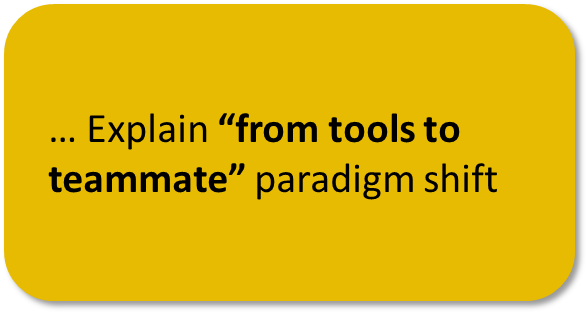 … Explain “from tools to
teammate” paradigm shift